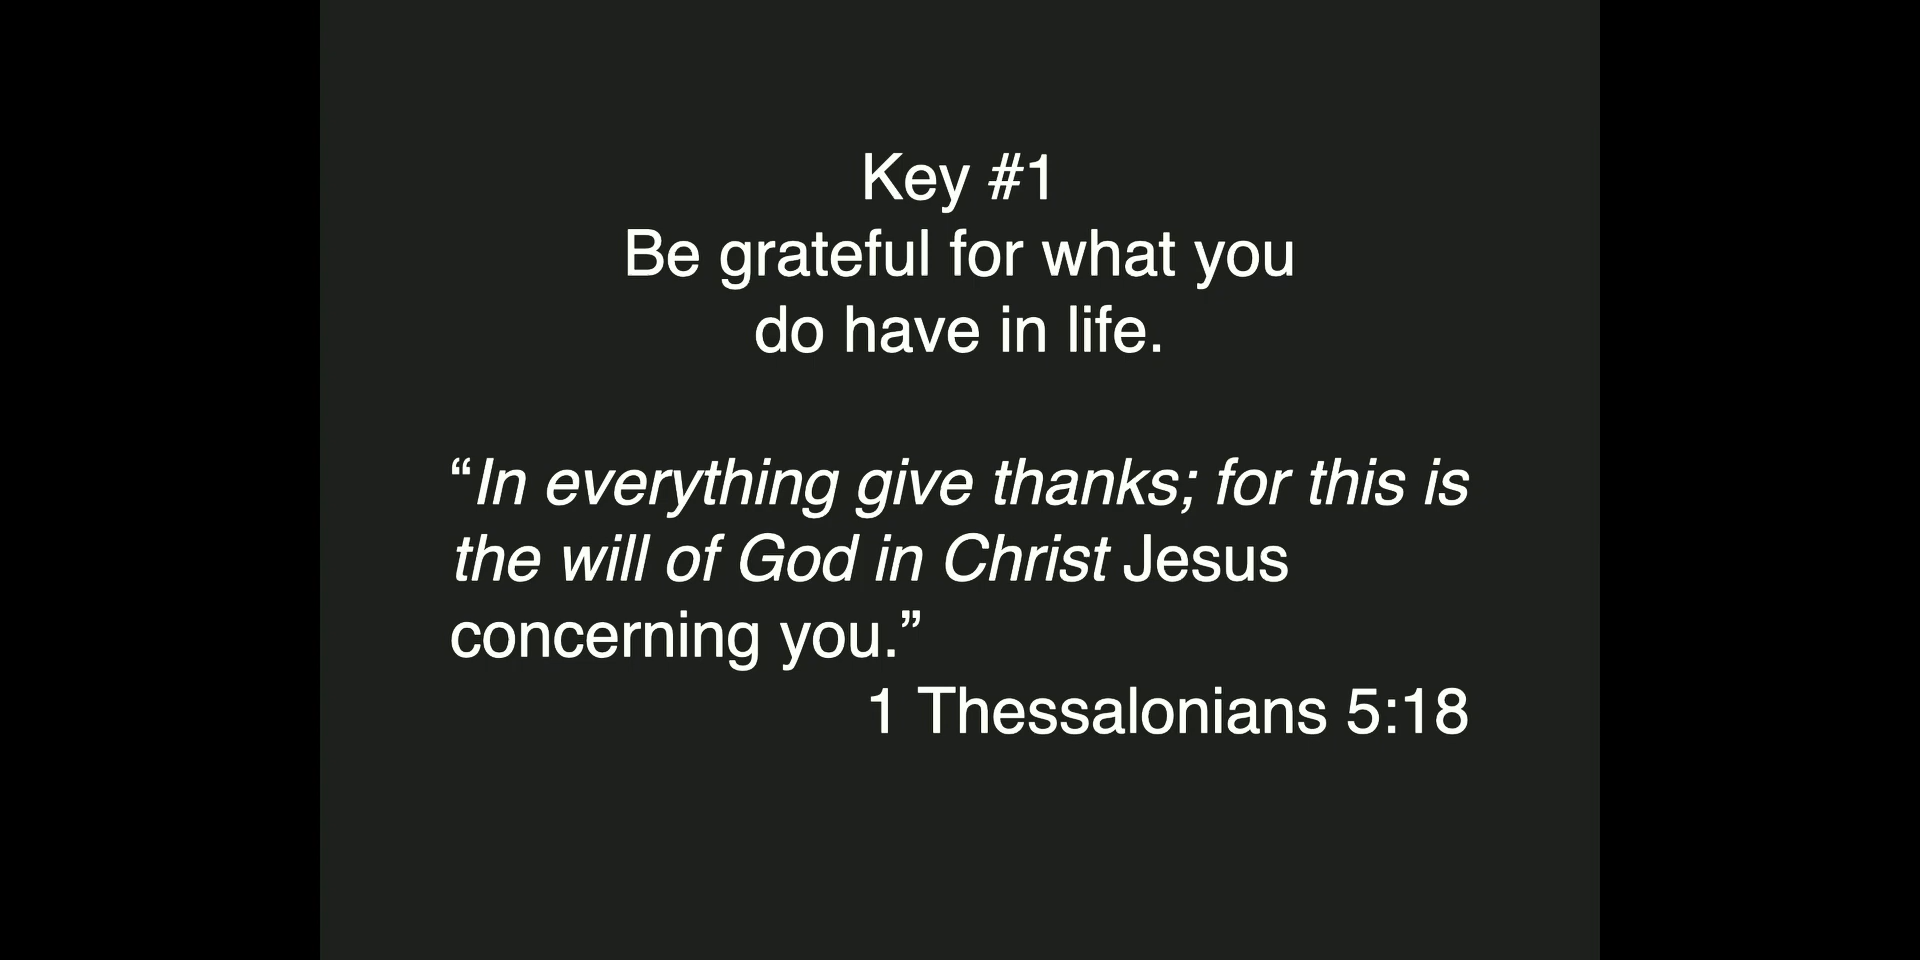 Key #1
Be grateful for what you
do have in life.
“In everything give thanks; for this is
the will of God in Christ Jesus
concerning you.”
1 Thessalonians 5:18